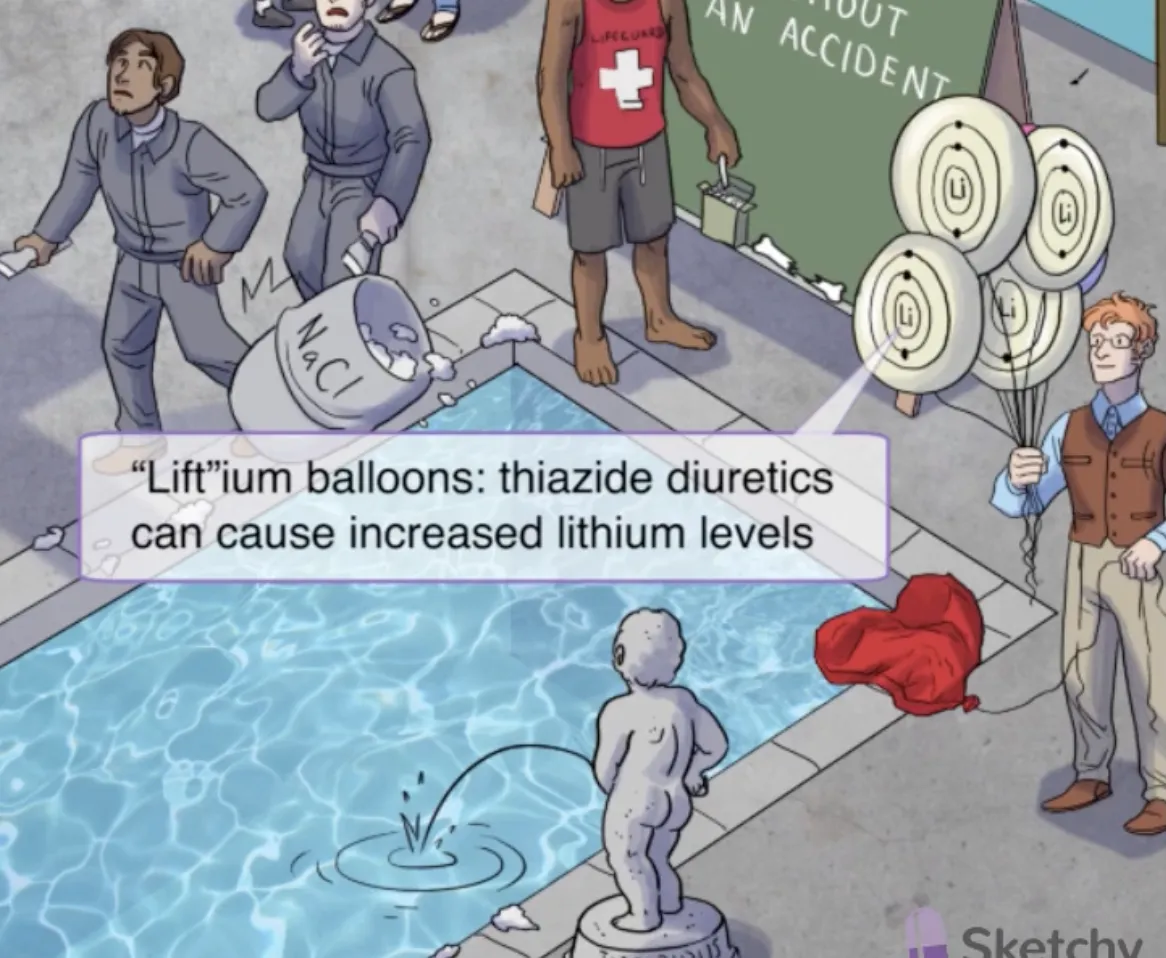 AN ACCIDENT
LIFEGUARD
Li
Li
Li
Li
NaCl
“Lift”ium balloons: thiazide diuretics
can cause increased lithium levels
Sketchy